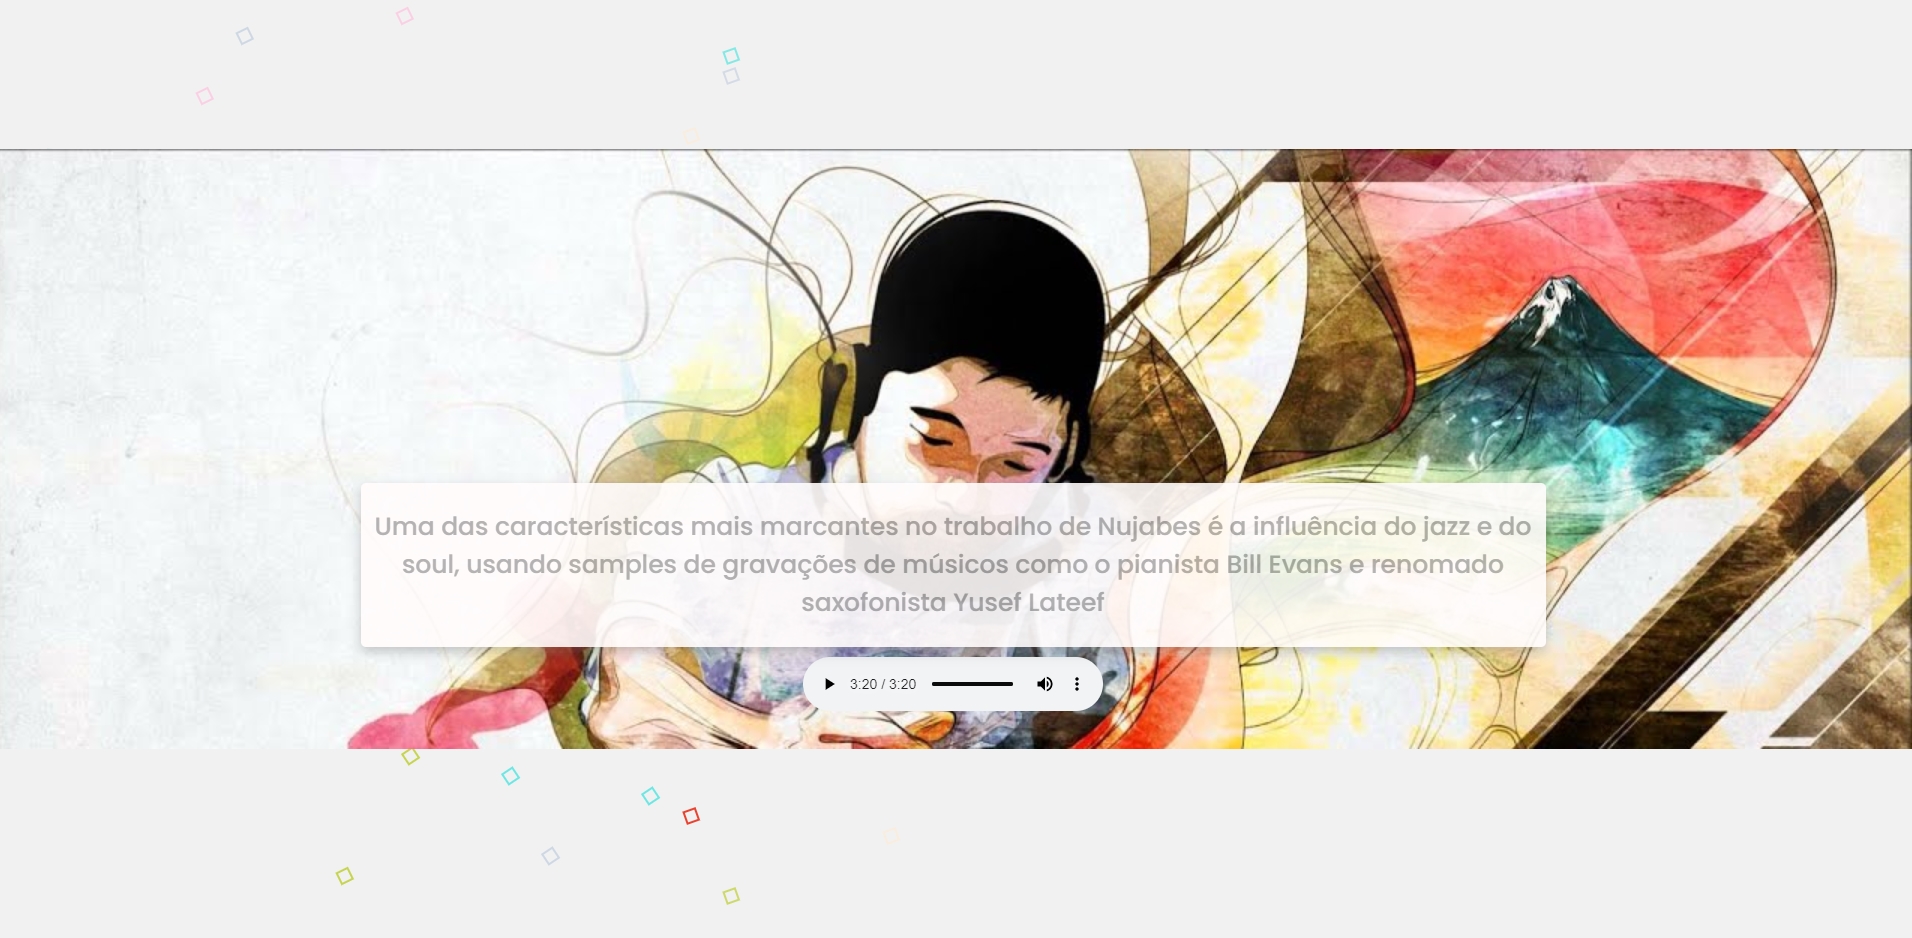 Uma das características mais marcantes no trabalho de Nujabes é a influência do jazz e do
soul, usando samples de gravações de músicos como o pianista Bill Evans e renomado
saxofonista Yusef Lateef
3:20 / 3:20